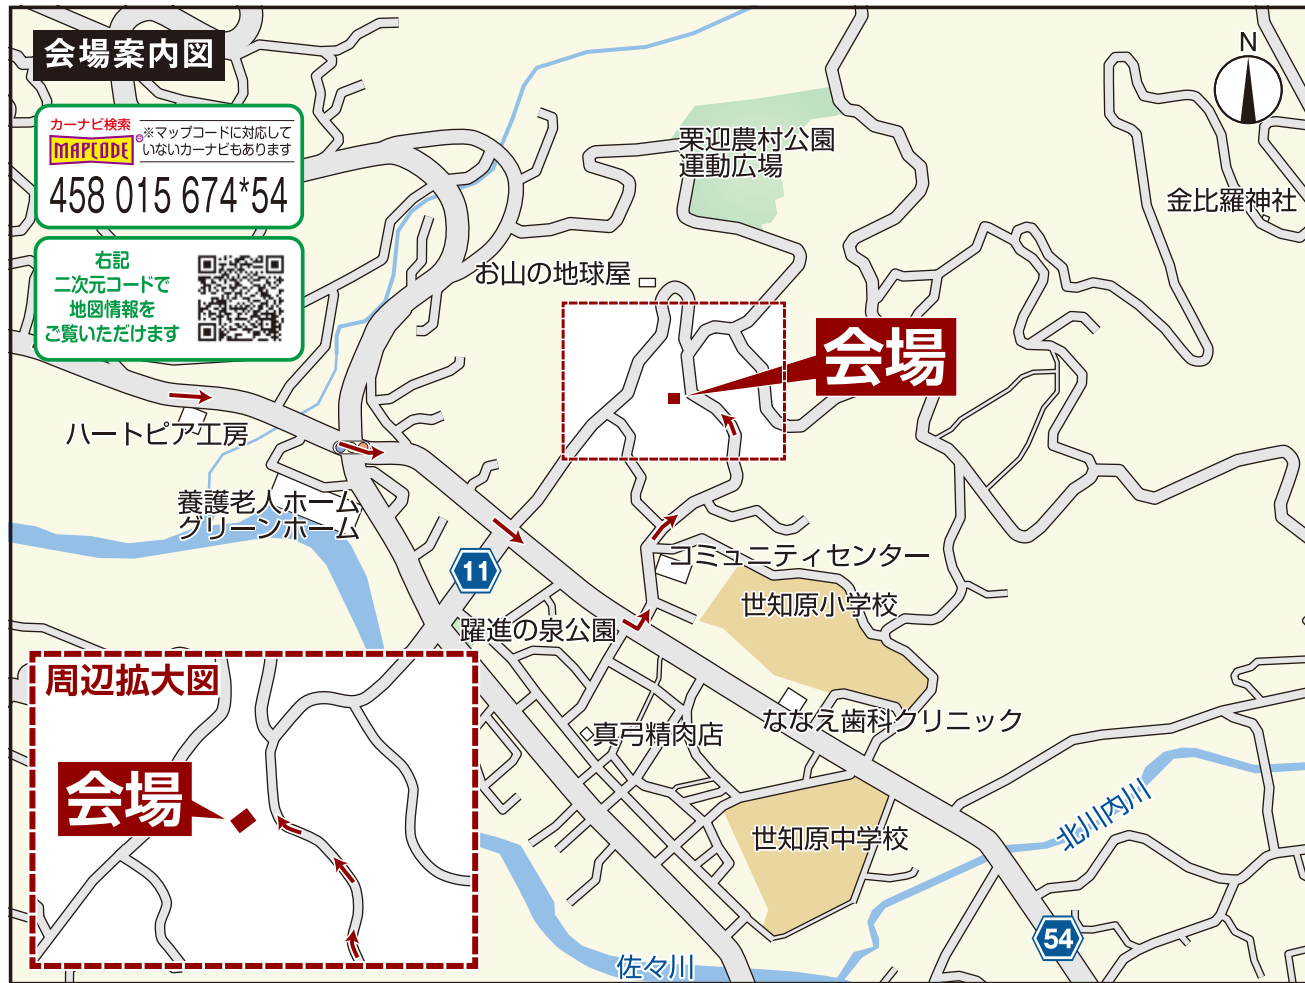 会場案内図
カーナビ検索
MAPCODE
®
※マップコードに対応して
いないカーナビもあります
458 015 674*54
右記
二次元コードで
地図情報を
ご覧いただけます
N
栗迎農村公園
運動広場
金比羅神社
お山の地球屋
会場
ハートピア工房
養護老人ホーム
グリーンホーム
11
コミュニティセンター
世知原小学校
躍進の泉公園
周辺拡大図
会場
真弓精肉店
ななえ歯科クリニック
世知原中学校
北川内川
54
佐々川